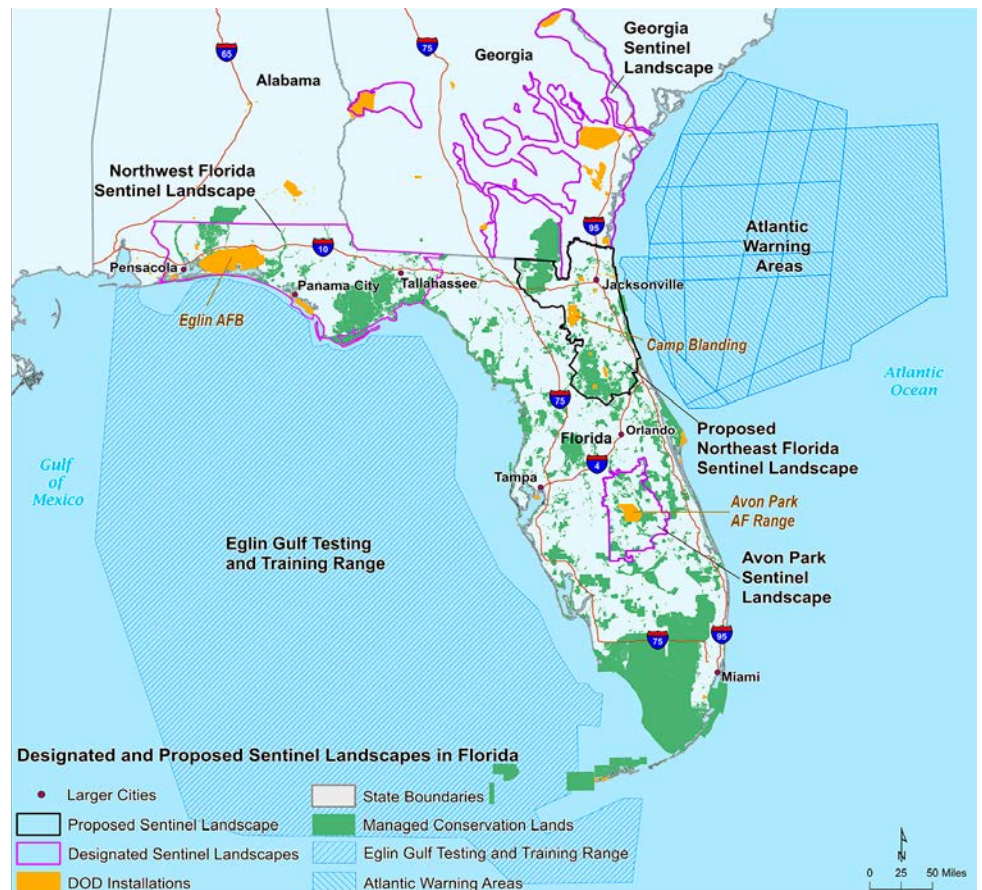 65
75
Georgia
Georgia
Sentinel
Landscape
Alabama
Northwest Florida
Sentinel Landscape
95
10
Atlantic
Warning
Areas
Pensacola
Panama City
Tallahassee
Jacksonville
Eglin AFB
Camp Blanding
Atlantic
Ocean
75
Proposed
Northeast Florida
Sentinel Landscape
Orlando
Florida
4
Tampa
Gulf
of
Mexico
Avon Park
AF Range
Eglin Gulf Testing
and Training Range
Avon Park
Sentinel
Landscape
75
95
Miami
Designated and Proposed Sentinel Landscapes in Florida
Larger Cities
State Boundaries
Proposed Sentinel Landscape
Managed Conservation Lands
Designated Sentinel Landscapes
Eglin Gulf Testing and Training Range
DOD Installations
Atlantic Warning Areas
N
0 25 50 Miles